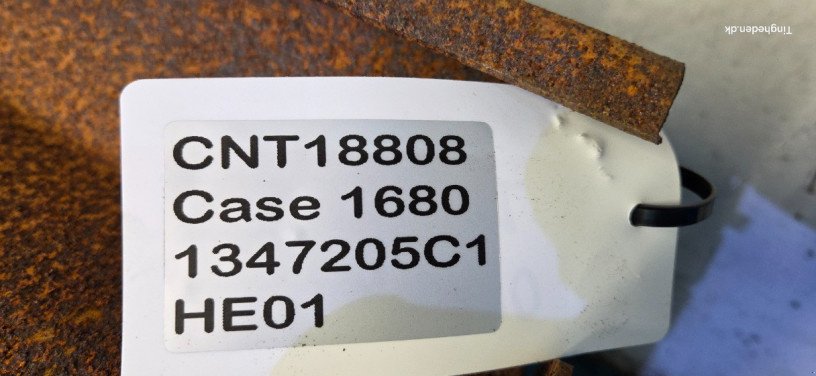 Tingheden.dk
CNT18808
Case 1680
1347205C1
HE01